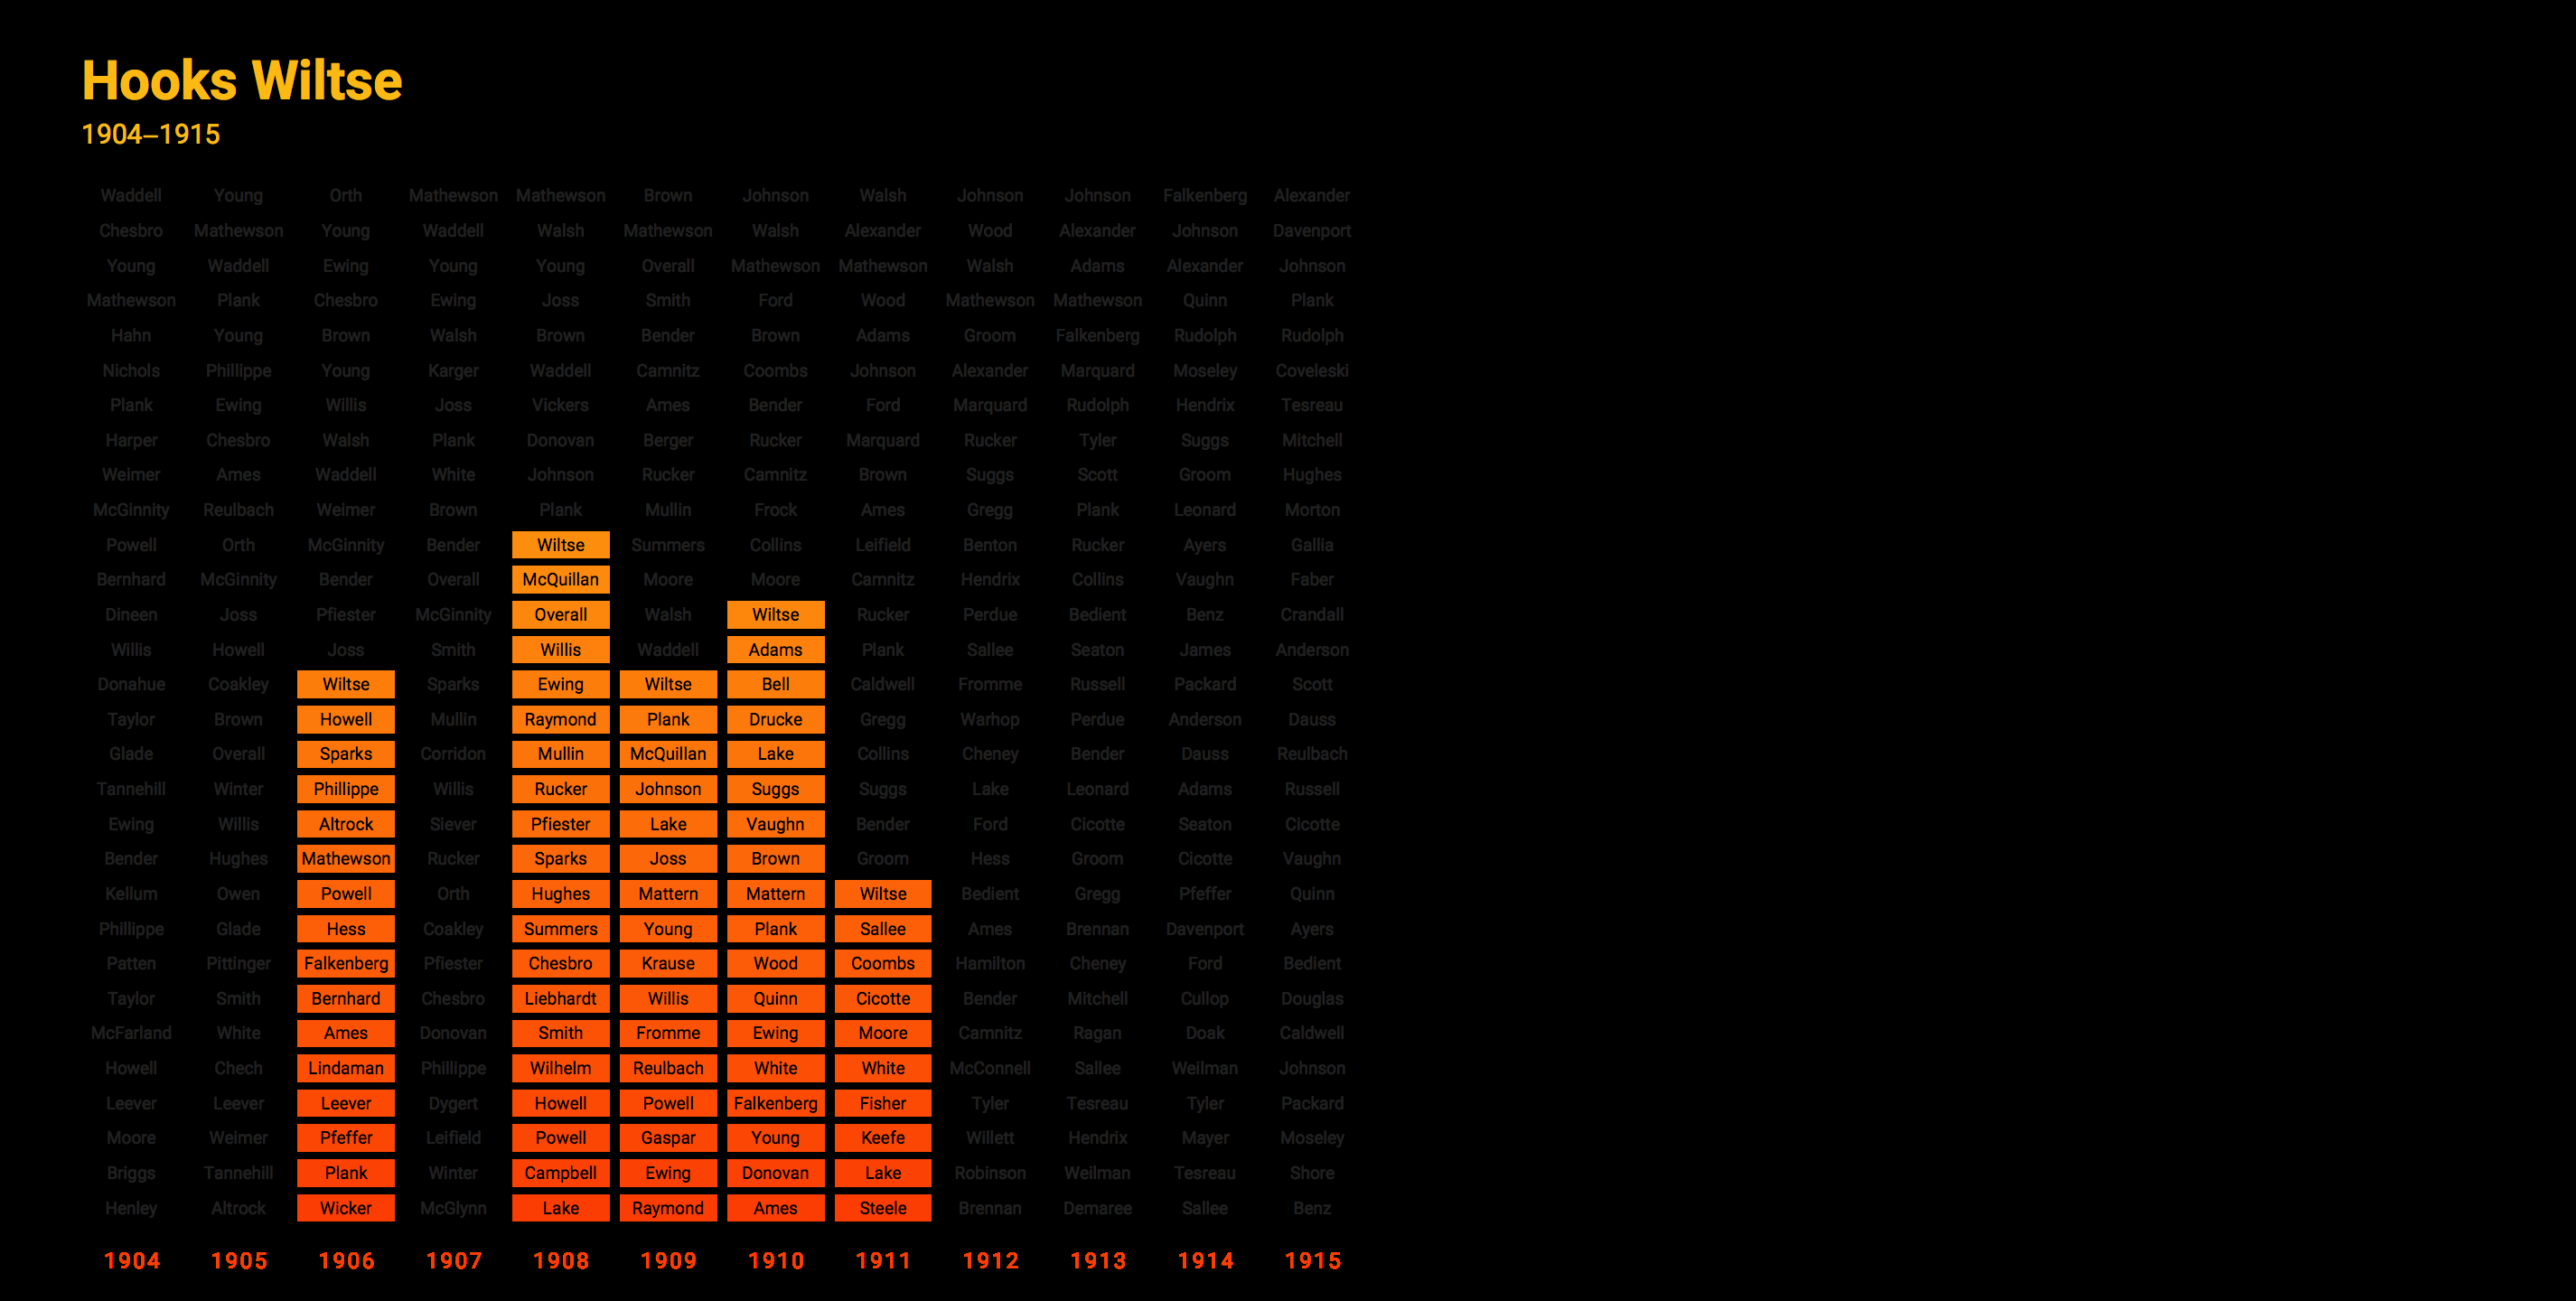 Hooks Wiltse
1904–1915
Waddell Young Orth Mathewson Mathewson Brown Johnson Walsh Johnson Johnson Falkenberg Alexander
Chesbro Mathewson Young Waddell Walsh Mathewson Walsh Alexander Wood Alexander Johnson Davenport
Young Waddell Ewing Young Young Overall Mathewson Mathewson Walsh Adams Alexander Johnson
Mathewson Plank Chesbro Ewing Joss Smith Ford Wood Mathewson Mathewson Quinn Plank
Hahn Young Brown Walsh Brown Bender Brown Adams Groom Falkenberg Rudolph Rudolph
Nichols Phillippe Young Karger Waddell Camnitz Coombs Johnson Alexander Marquard Moseley Coveleski
Plank Ewing Willis Joss Vickers Ames Bender Ford Marquard Rudolph Hendrix Tesreau
Harper Chesbro Walsh Plank Donovan Berger Rucker Marquard Rucker Tyler Suggs Mitchell
Weimer Ames Waddell White Johnson Rucker Camnitz Brown Suggs Scott Groom Hughes
McGinnity Reulbach Weimer Brown Plank Mullin Frock Ames Gregg Plank Leonard Morton
Powell Orth McGinnity Bender Wiltse Summers Collins Leifield Benton Rucker Ayers Gallia
Bernhard McGinnity Bender Overall McQuillan Moore Moore Camnitz Hendrix Collins Vaughn Faber
Dineen Joss Pfiester McGinnity Overall Walsh Wiltse Rucker Perdue Bedient Benz Crandall
Willis Howell Joss Smith Willis Waddell Adams Plank Sallee Seaton James Anderson
Donahue Coakley Wiltse Sparks Ewing Wiltse Bell Caldwell Fromme Russell Packard Scott
Taylor Brown Howell Mullin Raymond Plank Drucke Gregg Warhop Perdue Anderson Dauss
Glade Overall Sparks Corridon Mullin McQuillan Lake Collins Cheney Bender Dauss Reulbach
Tannehill Winter Phillippe Willis Rucker Johnson Suggs Suggs Lake Leonard Adams Russell
Ewing Willis Altrock Siever Pfiester Lake Vaughn Bender Ford Cicotte Seaton Cicotte
Bender Hughes Mathewson Rucker Sparks Joss Brown Groom Hess Groom Cicotte Vaughn
Kellum Owen Powell Orth Hughes Mattern Mattern Wiltse Bedient Gregg Pfeffer Quinn
Phillippe Glade Hess Coakley Summers Young Plank Sallee Ames Brennan Davenport Ayers
Patten Pittinger Falkenberg Pfiester Chesbro Krause Wood Coombs Hamilton Cheney Ford Bedient
Taylor Smith Bernhard Chesbro Liebhardt Willis Quinn Cicotte Bender Mitchell Cullop Douglas
McFarland White Ames Donovan Smith Fromme Ewing Moore Camnitz Ragan Doak Caldwell
Howell Chech Lindaman Phillippe Wilhelm Reulbach White White McConnell Sallee Weilman Johnson
Leever Leever Leever Dygert Howell Powell Falkenberg Fisher Tyler Tesreau Tyler Packard
Moore Weimer Pfeffer Leifield Powell Gaspar Young Keefe Willett Hendrix Mayer Moseley
Briggs Tannehill Plank Winter Campbell Ewing Donovan Lake Robinson Weilman Tesreau Shore
Henley Altrock Wicker McGlynn Lake Raymond Ames Steele Brennan Demaree Sallee Benz
1904 1905 1906 1907 1908 1909 1910 1911 1912 1913 1914 1915